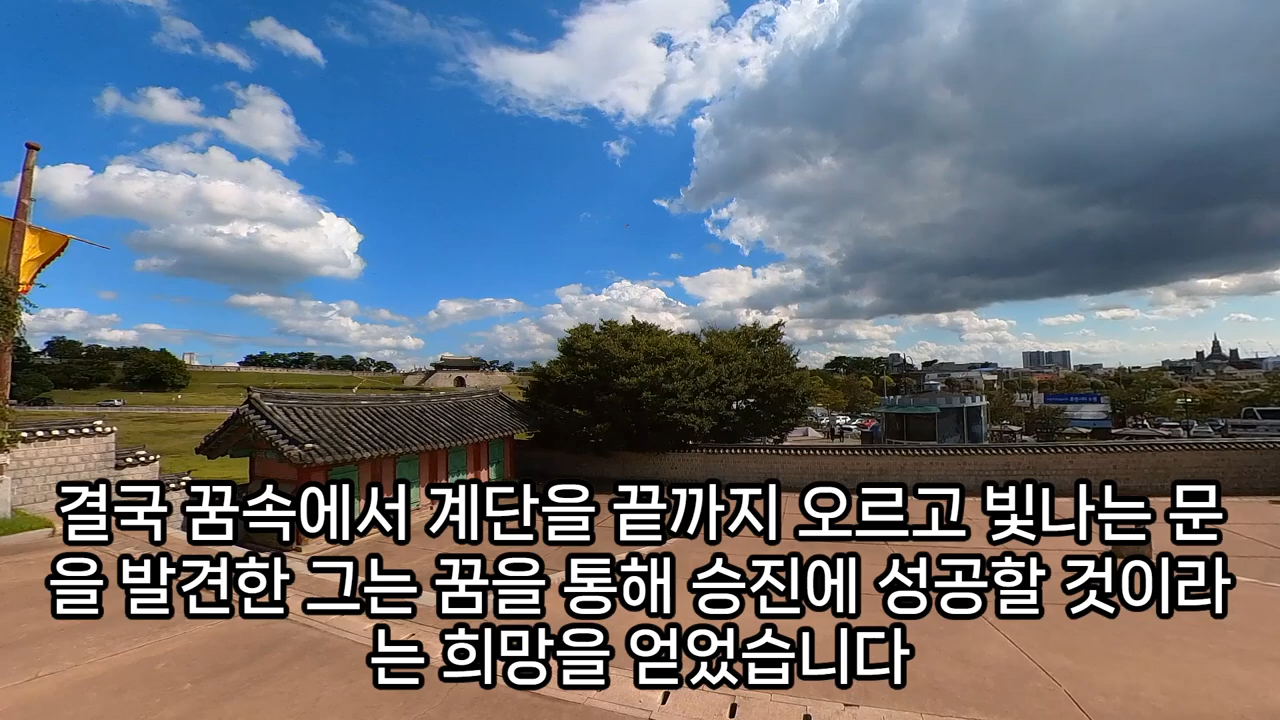 결국 꿈속에서 계단을 끝까지 오르고 빛나는 문
을 발견한 그는 꿈을 통해 승진에 성공할 것이라
는 희망을 얻었습니다